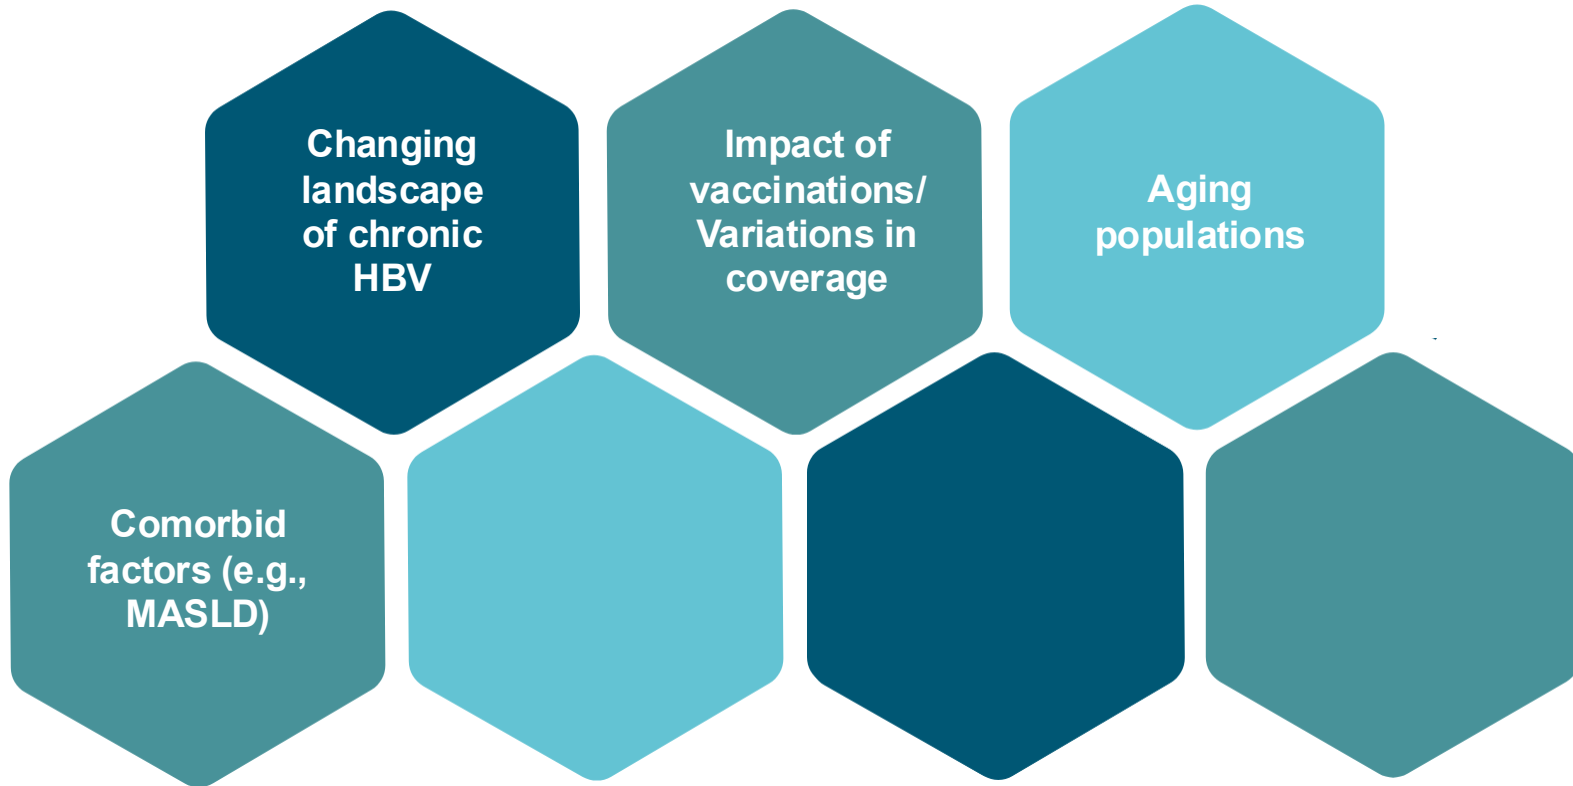 Changing
landscape
of chronic
HBV
Impact of
vaccinations/
Variations in
coverage
Aging
populations
Comorbid
factors (e.g.,
MASLD)